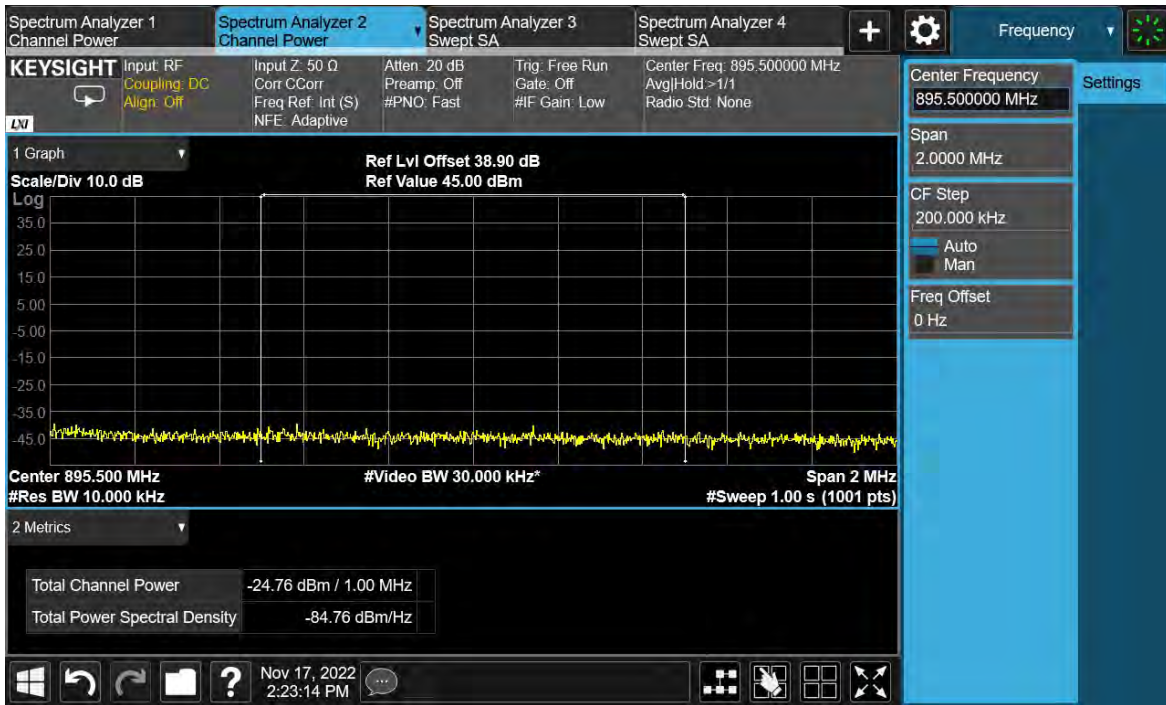 Spectrum Analyzer 1
Channel Power
Spectrum Analyzer 2
Channel Power
Spectrum Analyzer 3
Swept SA
Spectrum Analyzer 4
Swept SA
+
Frequency
KEYSIGHT
LXI
Input: RF
Coupling: DC
Align: Off
Input Z: 50 Ω
Corr CCorr
Freq Ref: Int (S)
NFE: Adaptive
Atten: 20 dB
Preamp: Off
#PNO: Fast
Trig: Free Run
Gate: Off
#IF Gain: Low
Center Freq: 895.500000 MHz
Avg|Hold:>1/1
Radio Std: None
Center Frequency
895.500000 MHz
Settings
Span
2.0000 MHz
CF Step
200.000 kHz
Auto
Man
Freq Offset
0 Hz
1 Graph
Scale/Div 10.0 dB
Ref Lvl Offset 38.90 dB
Ref Value 45.00 dBm
Log
35.0
25.0
15.0
5.00
-5.00
-15.0
-25.0
-35.0
-45.0
Center 895.500 MHz
#Video BW 30.000 kHz*
Span 2 MHz
#Res BW 10.000 kHz
#Sweep 1.00 s (1001 pts)
2 Metrics
Total Channel Power -24.76 dBm / 1.00 MHz
Total Power Spectral Density -84.76 dBm/Hz
?
Nov 17, 2022
2:23:14 PM